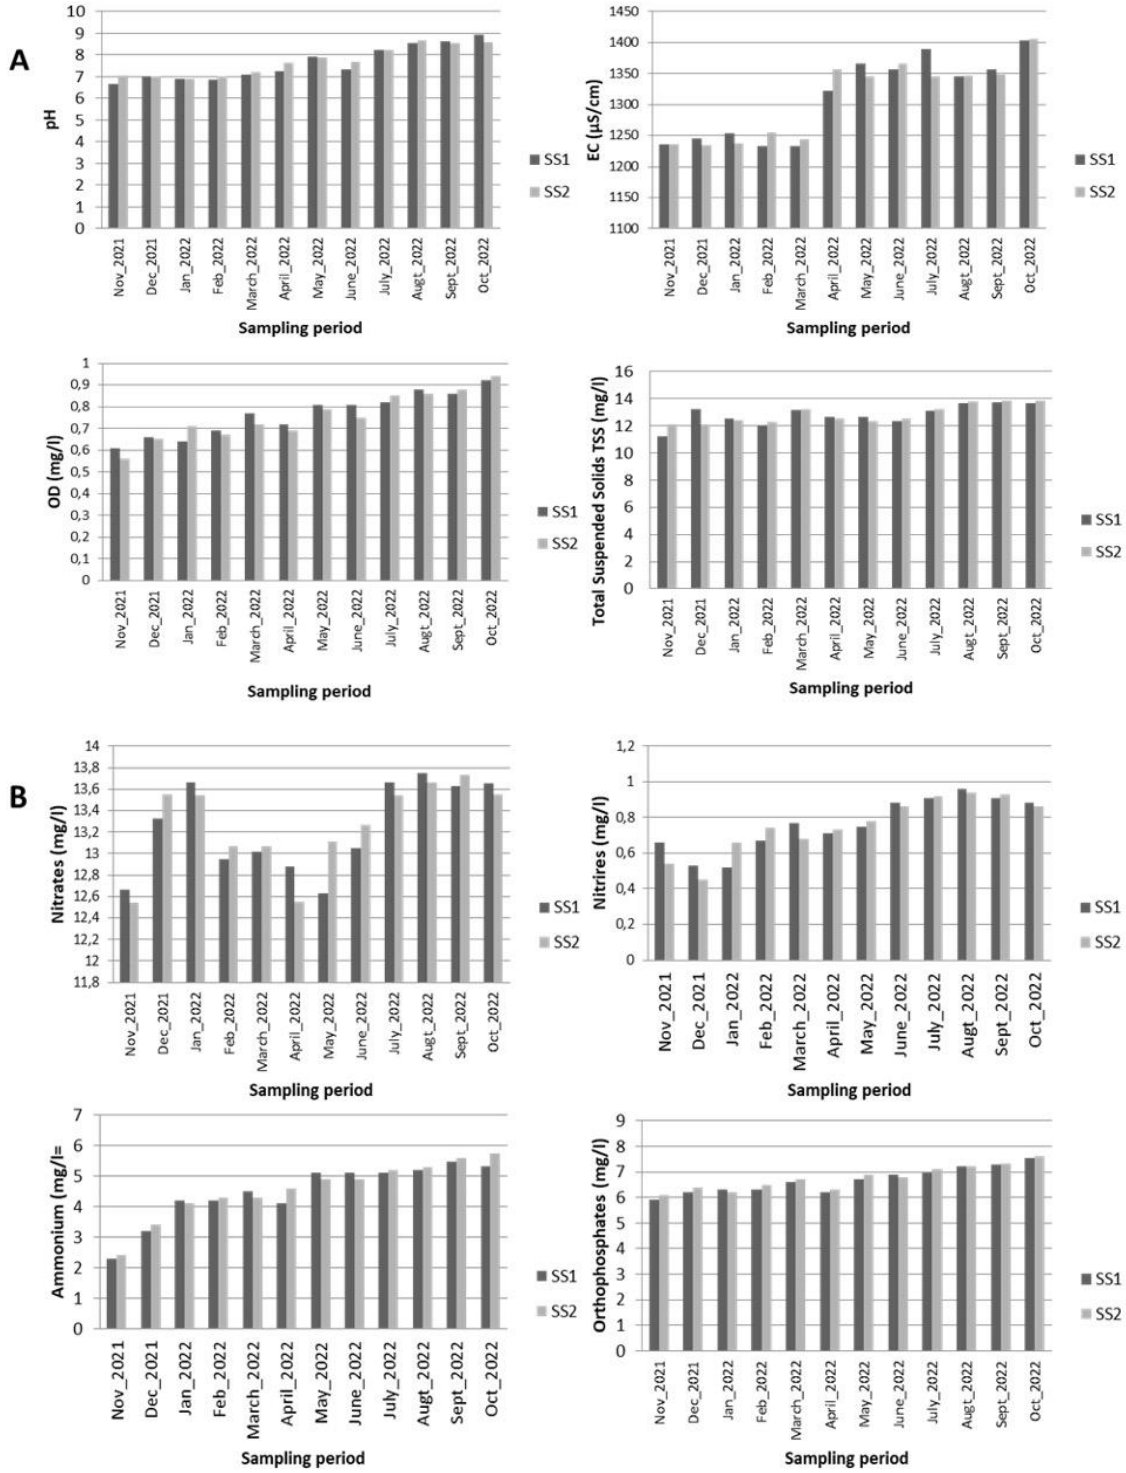 A
10
9
8
7
6
5
4
3
2
1
0
pH
Nov_2021
Dec_2021
Jan_2022
Feb_2022
March_2022
April_2022
May_2022
June_2022
July_2022
Augt_2022
Sept_2022
Oct_2022
Sampling period
SS1
SS2
1450
1400
1350
1300
1250
1200
1150
1100
EC (µS/cm)
Nov_2021
Dec_2021
Jan_2022
Feb_2022
March_2022
April_2022
May_2022
June_2022
July_2022
Augt_2022
Sept_2022
Oct_2022
Sampling period
SS1
SS2
1
0,9
0,8
0,7
0,6
0,5
0,4
0,3
0,2
0,1
0
OD (mg/l)
Nov_2021
Dec_2021
Jan_2022
Feb_2022
March_2022
April_2022
May_2022
June_2022
July_2022
Augt_2022
Sept_2022
Oct_2022
Sampling period
SS1
SS2
16
14
12
10
8
6
4
2
0
Total Suspended Solids TSS (mg/l)
Nov_2021
Dec_2021
Jan_2022
Feb_2022
March_2022
April_2022
May_2022
June_2022
July_2022
Augt_2022
Sept_2022
Oct_2022
Sampling period
SS1
SS2
B
14
13,8
13,6
13,4
13,2
13
12,8
12,6
12,4
12,2
12
11,8
Nitrates (mg/l)
Nov_2021
Dec_2021
Jan_2022
Feb_2022
March_2022
April_2022
May_2022
June_2022
July_2022
Augt_2022
Sept_2022
Oct_2022
Sampling period
SS1
SS2
1,2
1
0,8
0,6
0,4
0,2
0
Nitrires (mg/l)
Nov_2021
Dec_2021
Jan_2022
Feb_2022
March_2022
April_2022
May_2022
June_2022
July_2022
Augt_2022
Sept_2022
Oct_2022
Sampling period
SS1
SS2
7
6
5
4
3
2
1
0
Ammonium (mg/l=
Nov_2021
Dec_2021
Jan_2022
Feb_2022
March_2022
April_2022
May_2022
June_2022
July_2022
Augt_2022
Sept_2022
Oct_2022
Sampling period
SS1
SS2
9
8
7
6
5
4
3
2
1
0
Orthophosphates (mg/l)
Nov_2021
Dec_2021
Jan_2022
Feb_2022
March_2022
April_2022
May_2022
June_2022
July_2022
Augt_2022
Sept_2022
Oct_2022
Sampling period
SS1
SS2